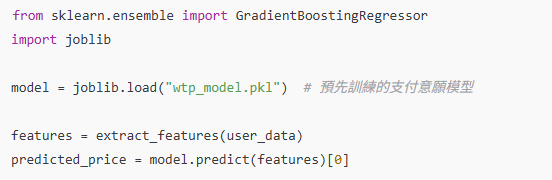 from sklearn.ensemble import GradientBoostingRegressor
import joblib
model = joblib.load("wtp_model.pkl")  # 預先訓練的支付意願模型
features = extract_features(user_data)
predicted_price = model.predict(features)[0]